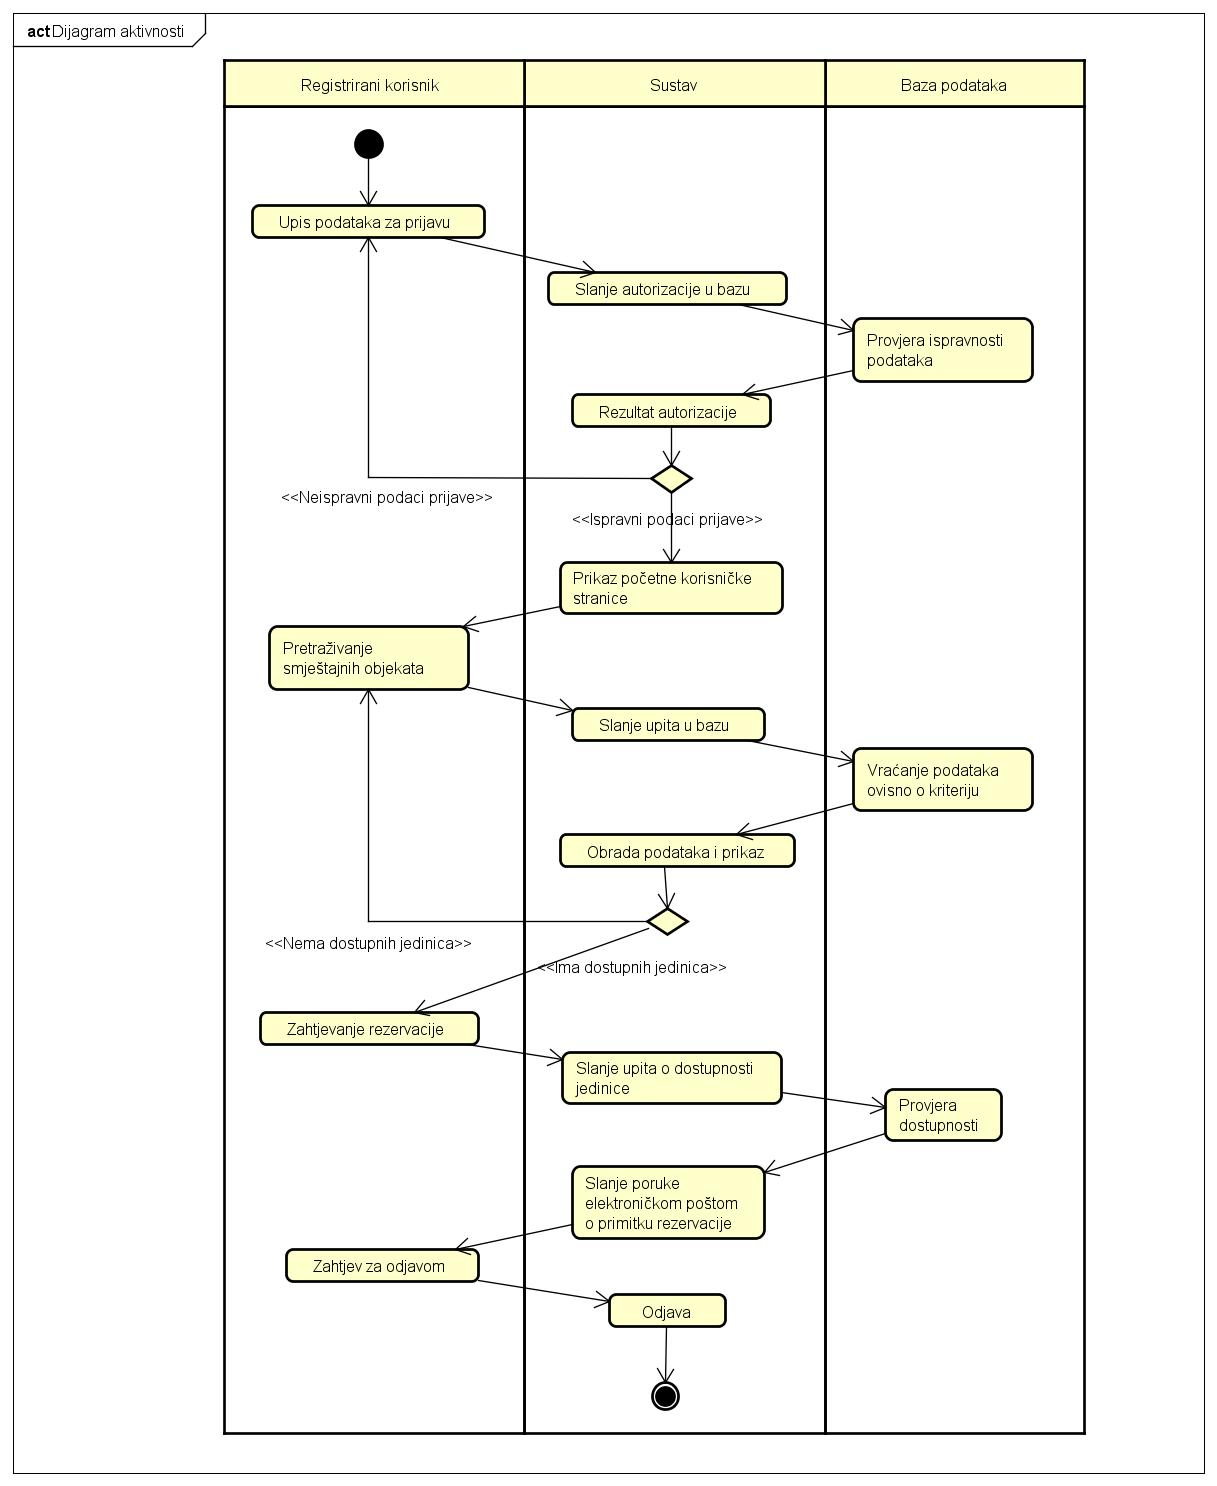 act Dijagram aktivnosti
Registrirani korisnik
Sustav
Baza podataka
Upis podataka za prijavu
Slanje autorizacije u bazu
Provjera ispravnosti
podataka
Rezultat autorizacije
<<Neispravni podaci prijave>>
<<Ispravni podaci prijave>>
Prikaz početne korisničke
stranice
Pretraživanje
smještajnih objekata
Slanje upita u bazu
Vraćanje podataka
ovisno o kriteriju
Obrada podataka i prikaz
<<Nema dostupnih jedinica>>
<<Ima dostupnih jedinica>>
Zahtjevanje rezervacije
Slanje upita o dostupnosti
jedinice
Provjera
dostupnosti
Slanje poruke
elektroničkom poštom
o primitku rezervacije
Zahtjev za odjavom
Odjava